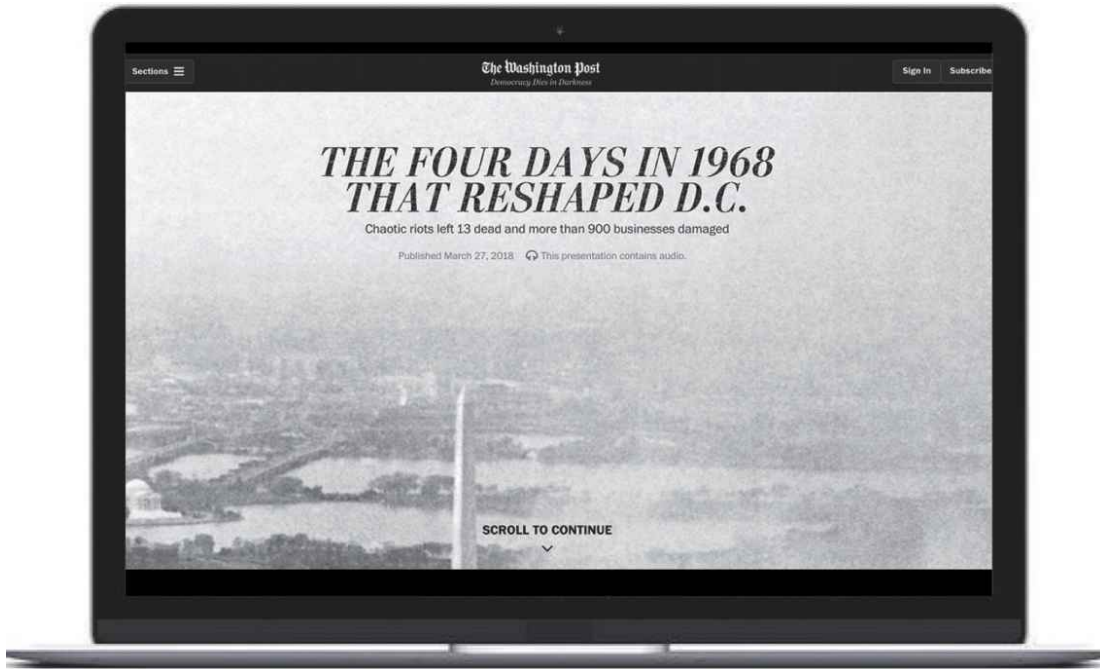 Sections
The Washington Post
Democracy Dies in Darkness
Sign In
Subscribe
THE FOUR DAYS IN 1968
THAT RESHAPED D.C.
Chaotic riots left 13 dead and more than 900 businesses damaged
Published March 27, 2018
This presentation contains audio.
SCROLL TO CONTINUE